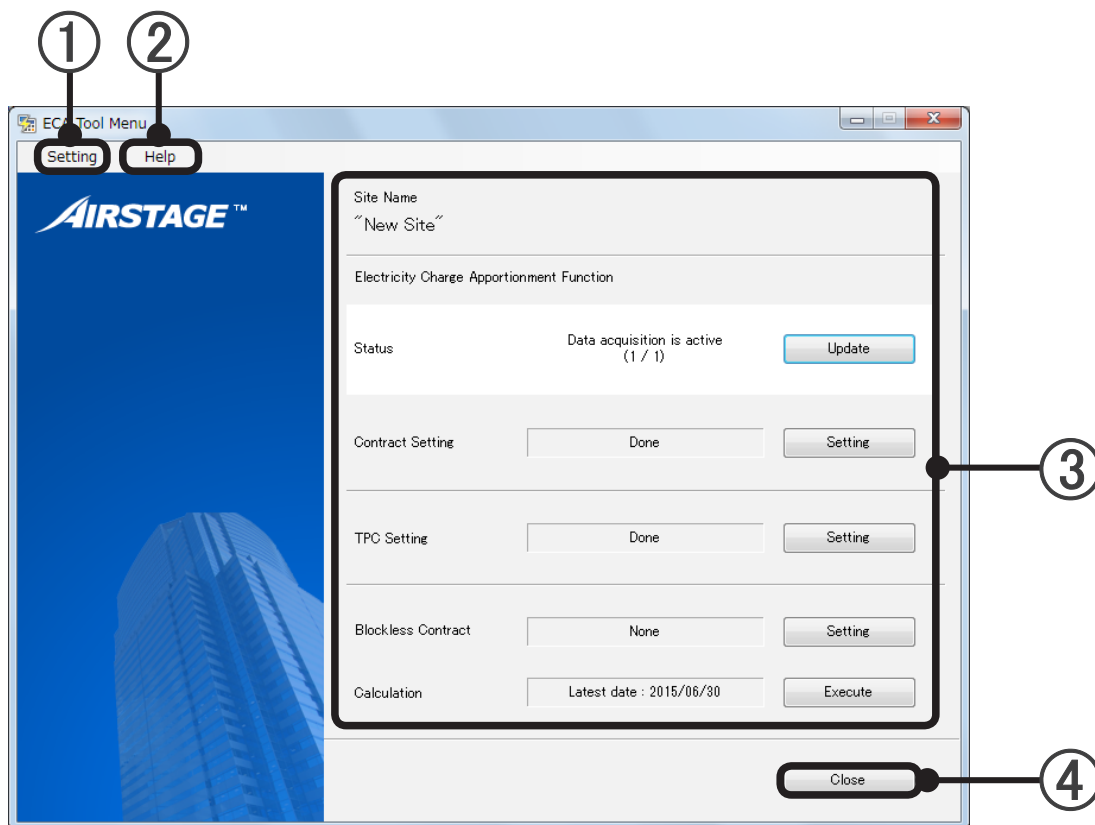 ① ②
ECA Tool Menu
Setting Help
AIRSTAGE™
Site Name
"New Site"
Electricity Charge Apportionment Function
Status
Data acquisition is active
(1 / 1)
Update
Contract Setting Done Setting
③
TPC Setting Done Setting
Blockless Contract None Setting
Calculation Latest date : 2015/06/30 Execute
Close
④